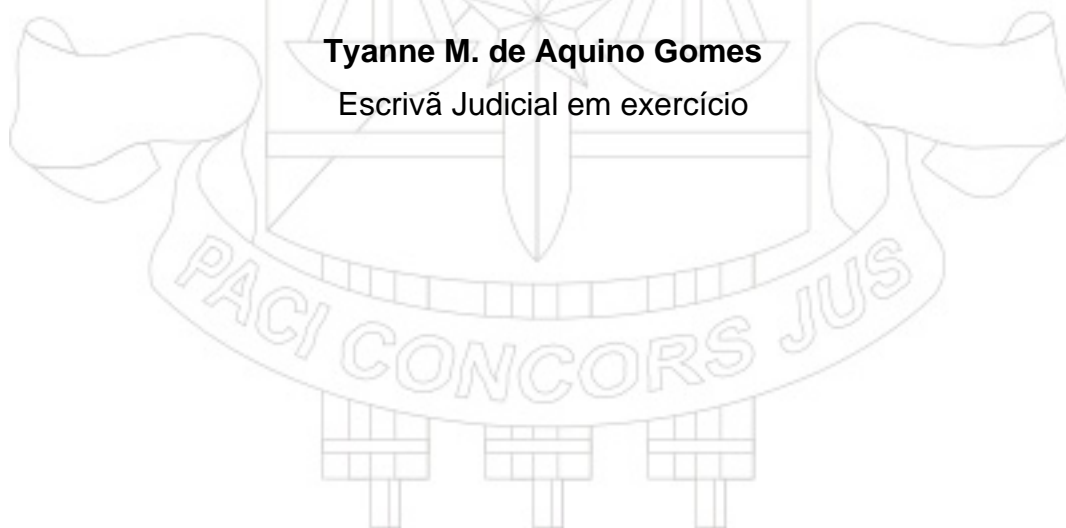 Tyanne M. de Aquino Gomes
Escrivã Judicial em exercício
PACI CONCORS JUS